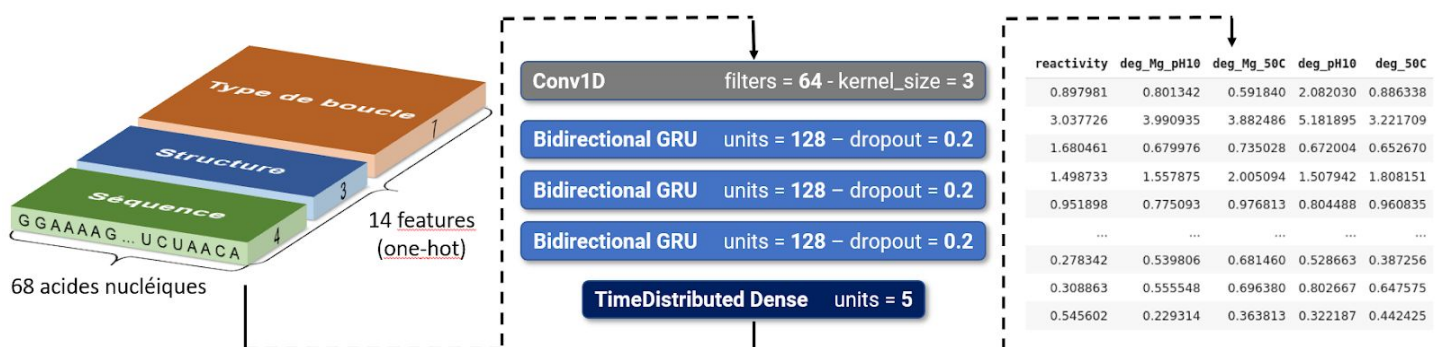 Type de boucle
7
Structure
3
Séquence
4
GGAAAAG ... UCUAACA
14 features
(one-hot)
68 acides nucléiques
Conv1D filters = 64 - kernel_size = 3
Bidirectional GRU units = 128 – dropout = 0.2
Bidirectional GRU units = 128 – dropout = 0.2
Bidirectional GRU units = 128 – dropout = 0.2
TimeDistributed Dense units = 5
reactivity deg_Mg_pH10 deg_Mg_50C deg_pH10 deg_50C
0.897981 0.801342 0.591840 2.082030 0.886338
3.037726 3.990935 3.882486 5.181895 3.221709
1.680461 0.679976 0.735028 0.672004 0.652670
1.498733 1.557875 2.005094 1.507942 1.808151
0.951898 0.775093 0.976813 0.804488 0.960835
... ... ... ... ...
0.278342 0.539806 0.681460 0.528663 0.387256
0.308863 0.555548 0.696380 0.802667 0.647575
0.545602 0.229314 0.363813 0.322187 0.442425